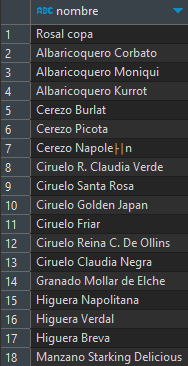 ABC nombre
1 Rosal copa
2 Albaricoquero Corbato
3 Albaricoquero Moniqui
4 Albaricoquero Kurrot
5 Cerezo Burlat
6 Cerezo Picota
7 Cerezo Napole├│n
8 Ciruelo R. Claudia Verde
9 Ciruelo Santa Rosa
10 Ciruelo Golden Japan
11 Ciruelo Friar
12 Ciruelo Reina C. De Ollins
13 Ciruelo Claudia Negra
14 Granado Mollar de Elche
15 Higuera Napolitana
16 Higuera Verdal
17 Higuera Breva
18 Manzano Starking Delicious